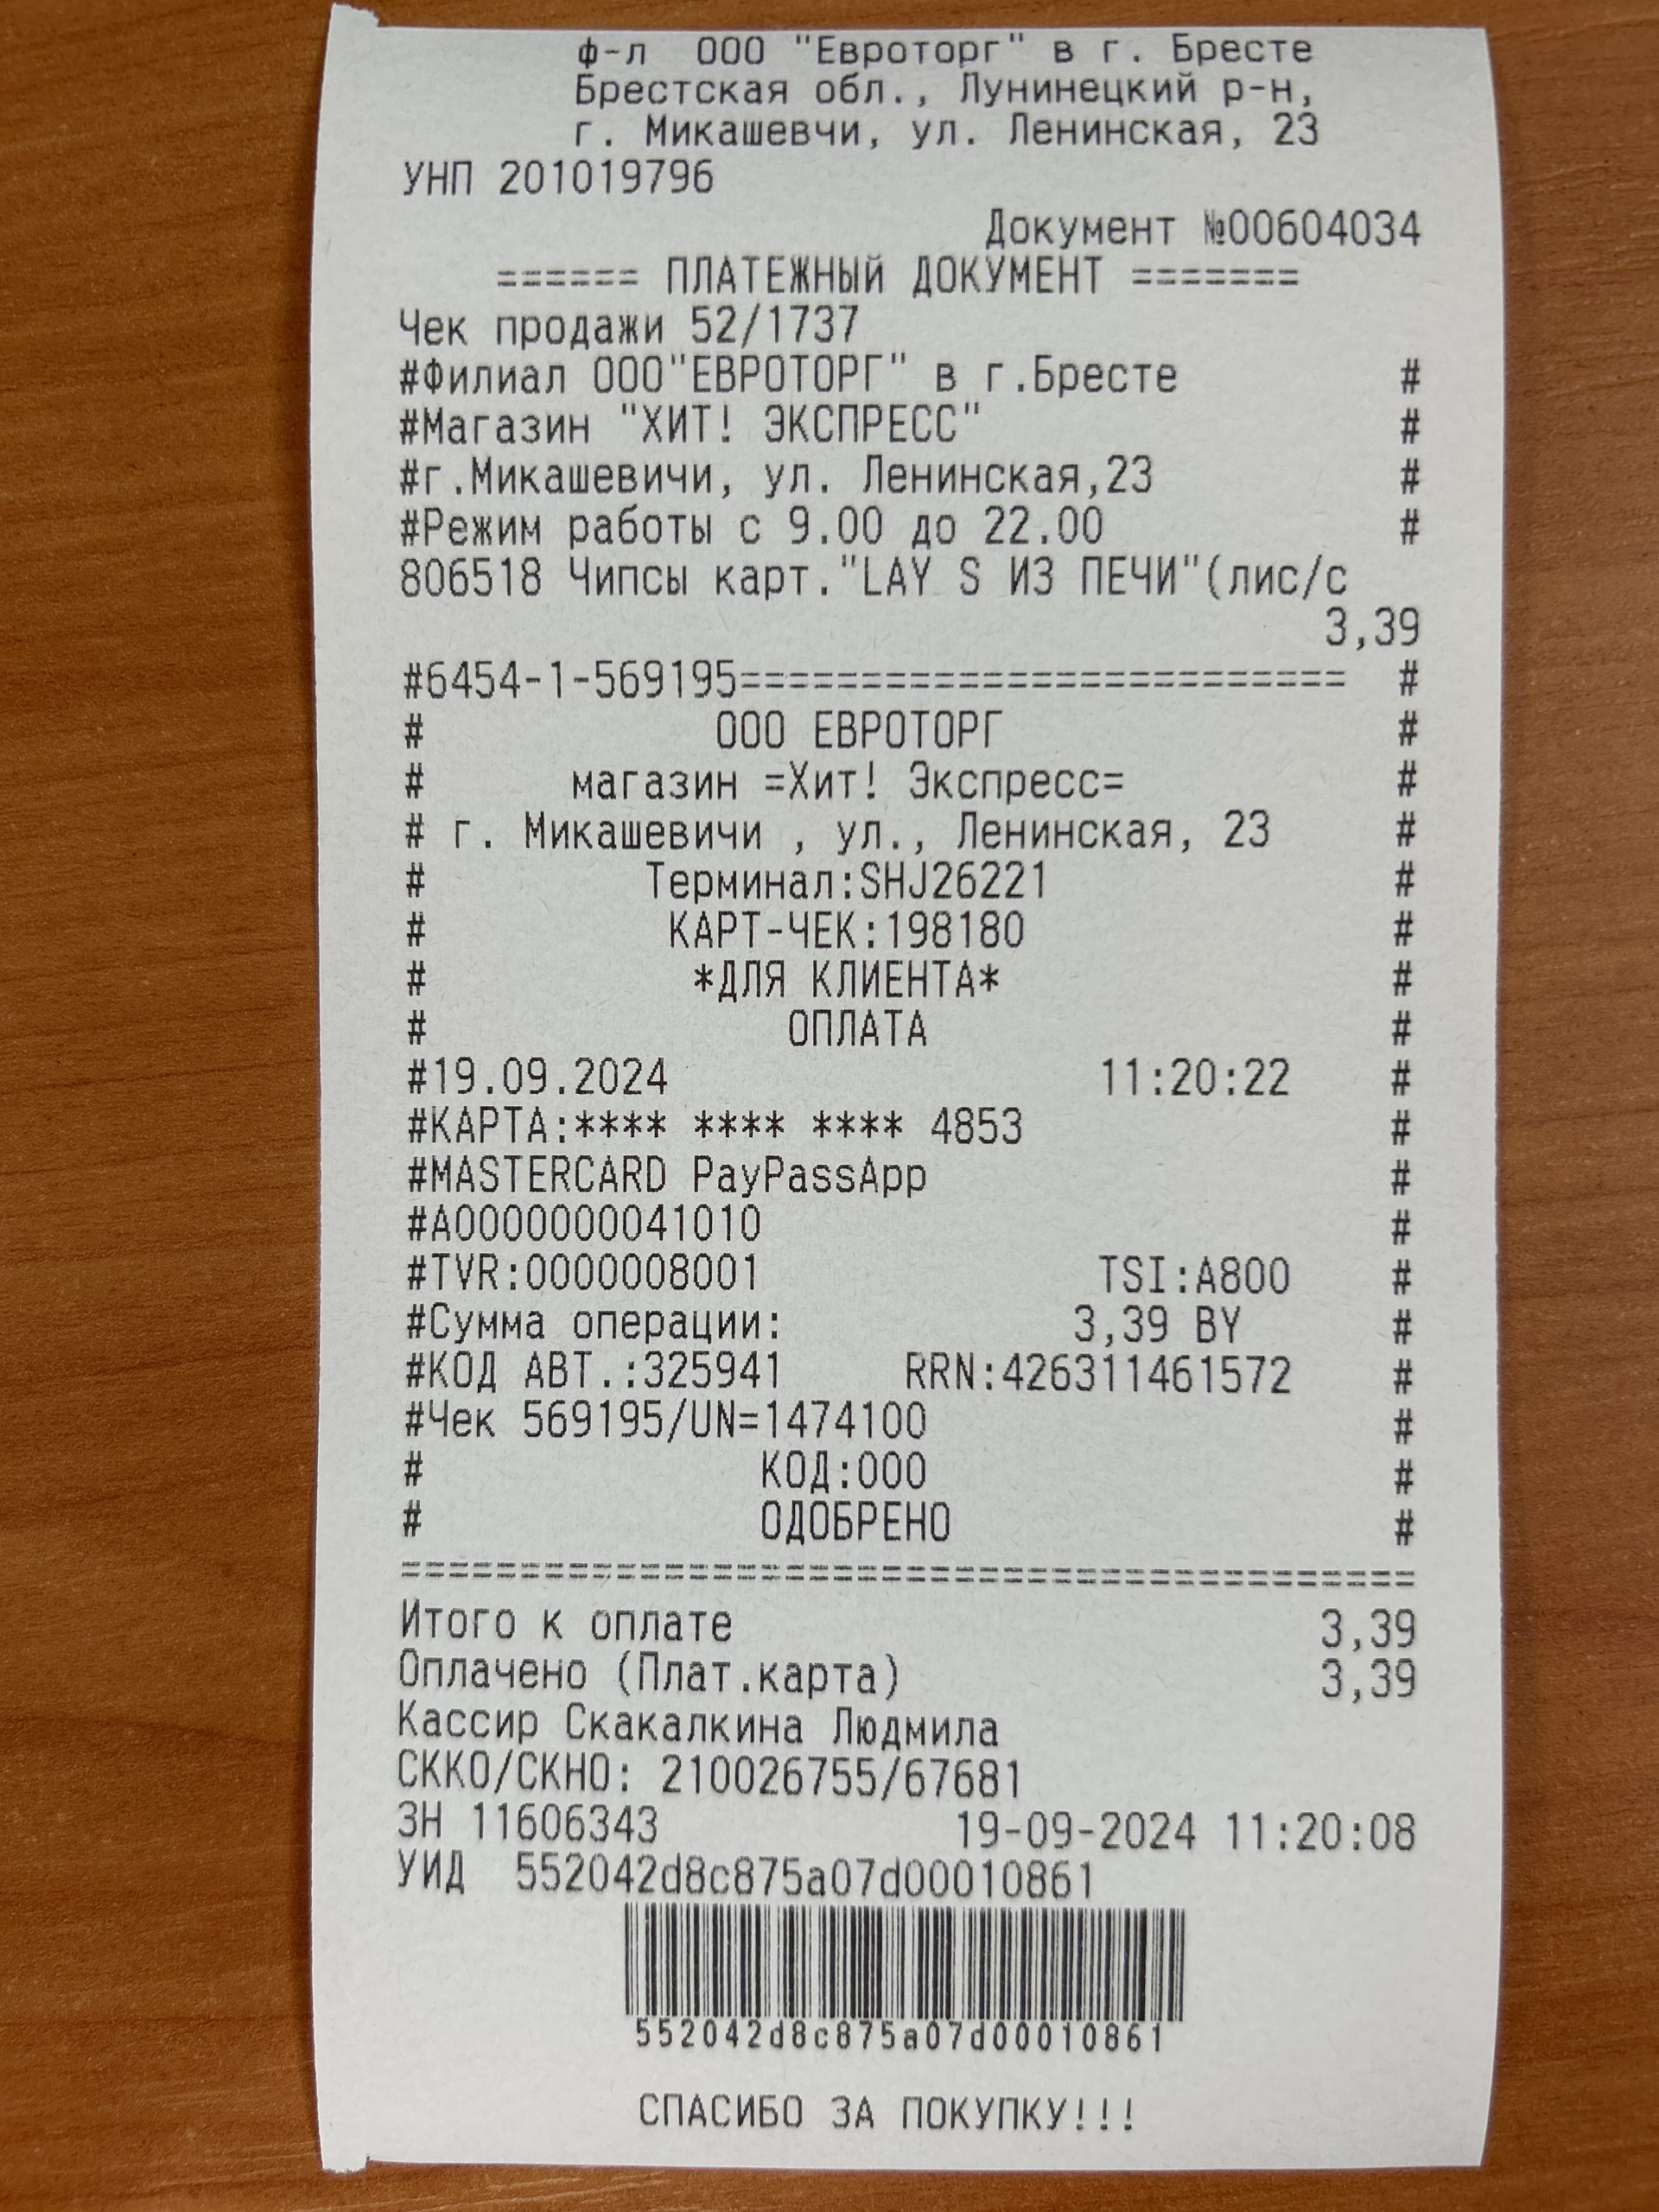 ф-л ООО "Евроторг" в г. Бресте
Брестская обл., Лунинецкий р-н,
г. Микашевчи, ул. Ленинская, 23
УНП 201019796
Документ №00604034
====== ПЛАТЕЖНЫЙ ДОКУМЕНТ =======
Чек продажи 52/1737
#Филиал ООО"ЕВРОТОРГ" в г.Бресте #
#Магазин "ХИТ! ЭКСПРЕСС" #
#г.Микашевичи, ул. Ленинская,23 #
#Режим работы с 9.00 до 22.00 #
806518 Чипсы карт."LAY S ИЗ ПЕЧИ"(лис/с
3,39
#6454-1-569195========================= #
# ООО ЕВРОТОРГ #
# магазин =Хит! Экспресс= #
# г. Микашевичи , ул., Ленинская, 23 #
# Терминал:SHJ26221 #
# КАРТ-ЧЕК:198180 #
# *ДЛЯ КЛИЕНТА* #
# ОПЛАТА #
#19.09.2024 11:20:22 #
#КАРТА:**** **** **** 4853 #
#MASTERCARD PayPassApp #
#A0000000041010 #
#TVR:0000008001 TSI:A800 #
#Сумма операции: 3,39 BY #
#КОД АВТ.:325941 RRN:426311461572 #
#Чек 569195/UN=1474100 #
# КОД:000 #
# ОДОБРЕНО #
==========================================
Итого к оплате 3,39
Оплачено (Плат.карта) 3,39
Кассир Скакалкина Людмила
СККО/СКНО: 210026755/67681
ЗН 11606343 19-09-2024 11:20:08
УИД 552042d8c875a07d00010861
552042d8c875a07d00010861
СПАСИБО ЗА ПОКУПКУ!!!